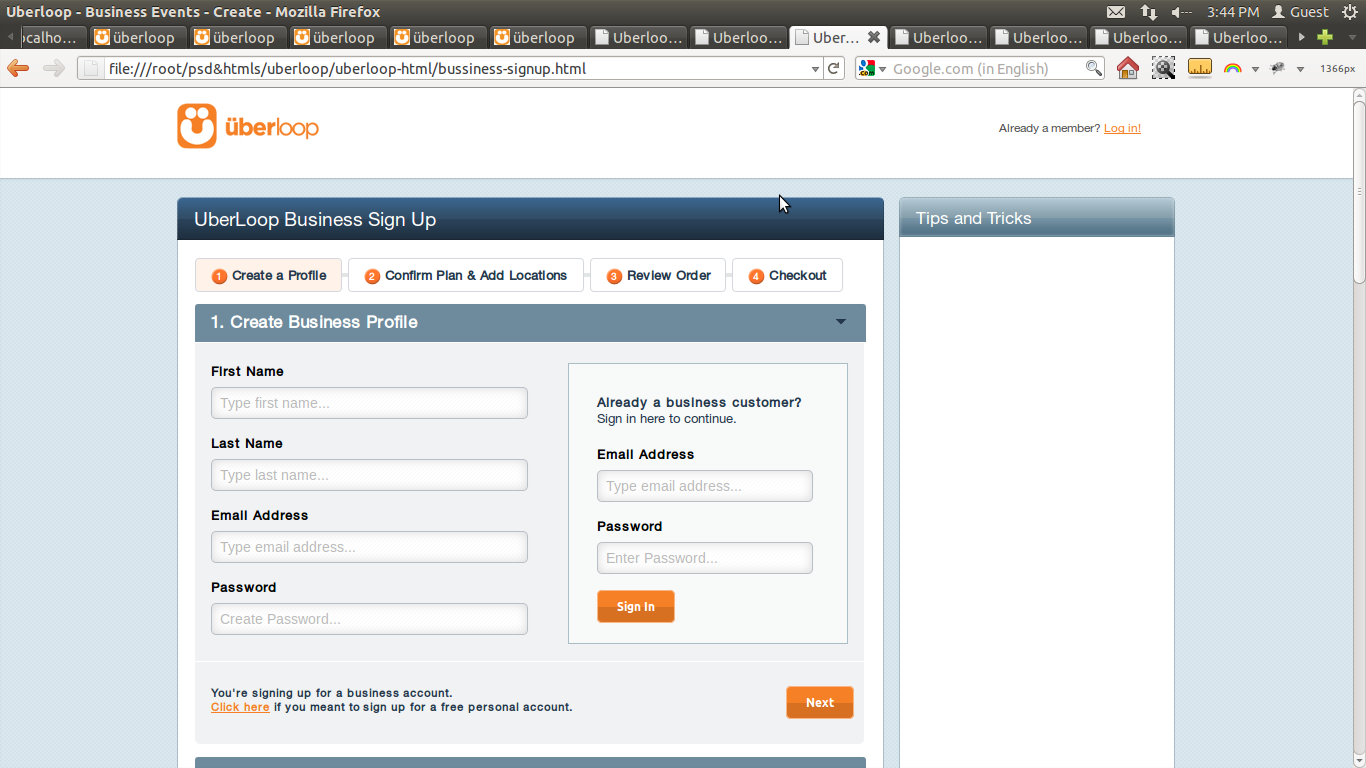 Uberloop - Business Events - Create - Mozilla Firefox
3:44 PM Guest
ocalho... überloop überloop überloop überloop überloop Uberloo... Uberloo... Uber... Uberloo... Uberloo... Uberloo... Uberloo...
file:///root/psd&htmls/uberloop/uberloop-html/bussiness-signup.html
.com Google.com (in English)
1366px
überloop
Already a member? Log in!
UberLoop Business Sign Up
Tips and Tricks
1 Create a Profile
2 Confirm Plan & Add Locations
3 Review Order
4 Checkout
1. Create Business Profile
First Name
Type first name...
Last Name
Type last name...
Email Address
Type email address...
Password
Create Password...
Already a business customer?
Sign in here to continue.
Email Address
Type email address...
Password
Enter Password...
Sign In
You're signing up for a business account.
Click here if you meant to sign up for a free personal account.
Next